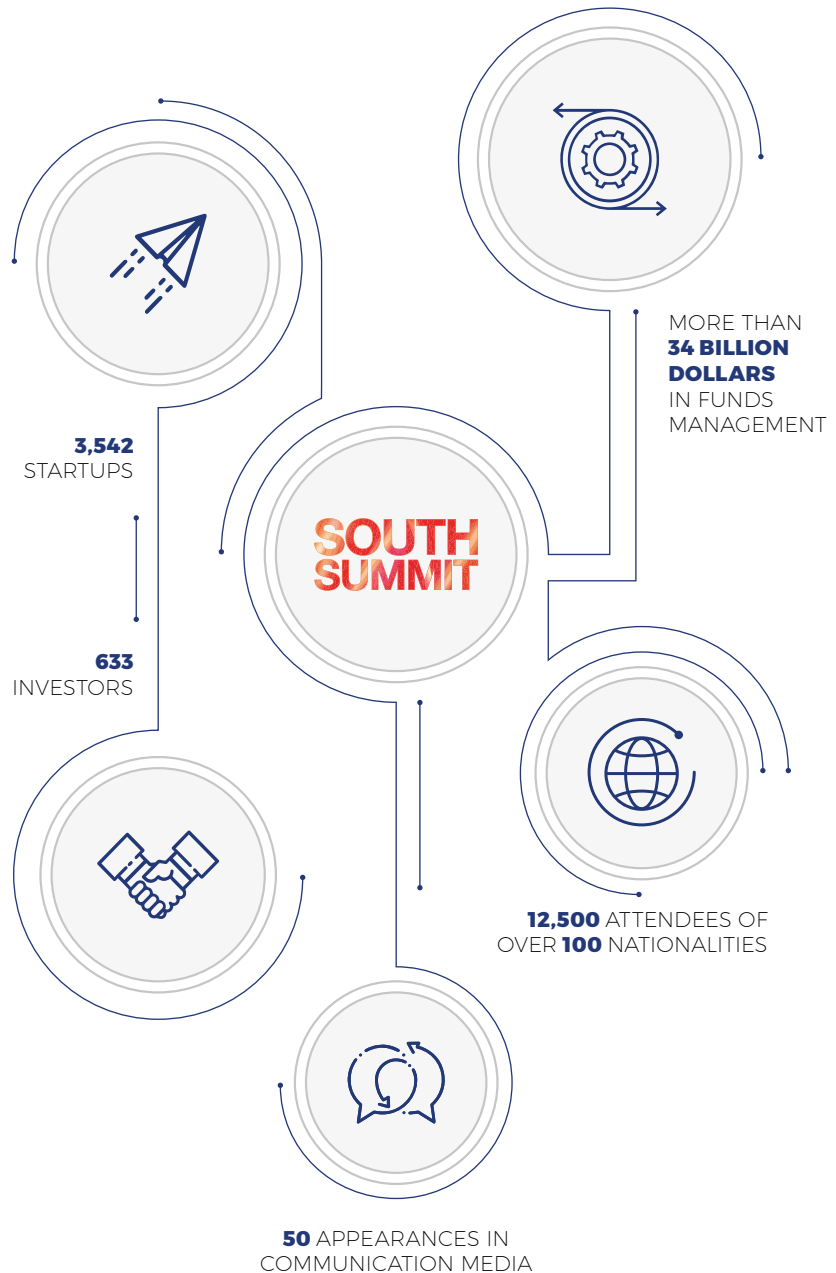 MORE THAN
34 BILLION
DOLLARS
IN FUNDS
MANAGEMENT
3,542
STARTUPS
SOUTH
SUMMIT
633
INVESTORS
12,500 ATTENDEES OF
OVER 100 NATIONALITIES
50 APPEARANCES IN
COMMUNICATION MEDIA